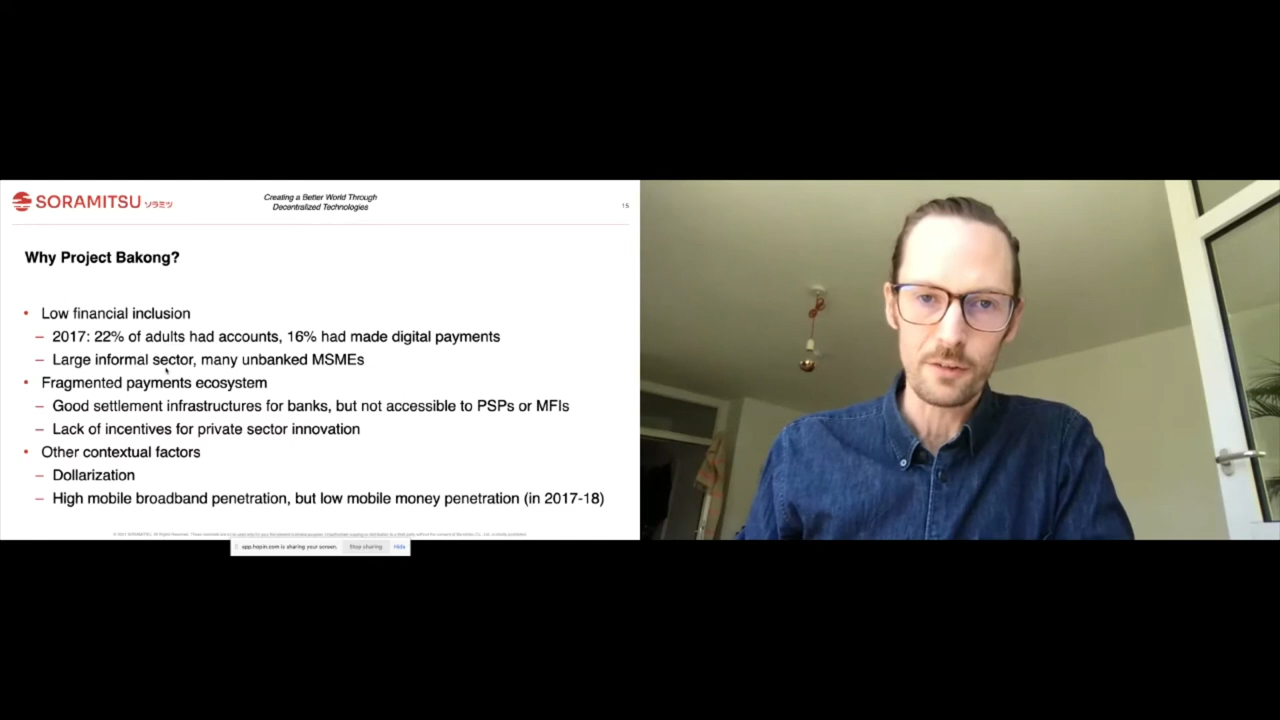 SORAMITSU ソラミツ
Creating a Better World Through
Decentralized Technologies
15
Why Project Bakong?
• Low financial inclusion
– 2017: 22% of adults had accounts, 16% had made digital payments
– Large informal sector, many unbanked MSMEs
• Fragmented payments ecosystem
– Good settlement infrastructures for banks, but not accessible to PSPs or MFIs
– Lack of incentives for private sector innovation
• Other contextual factors
– Dollarization
– High mobile broadband penetration, but low mobile money penetration (in 2017-18)
app.hopin.com is sharing your screen. Stop sharing Hide